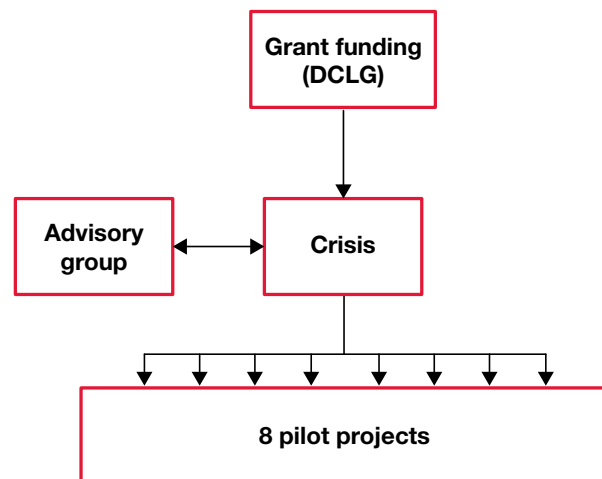 Grant funding
(DCLG)
Advisory
group
Crisis
8 pilot projects